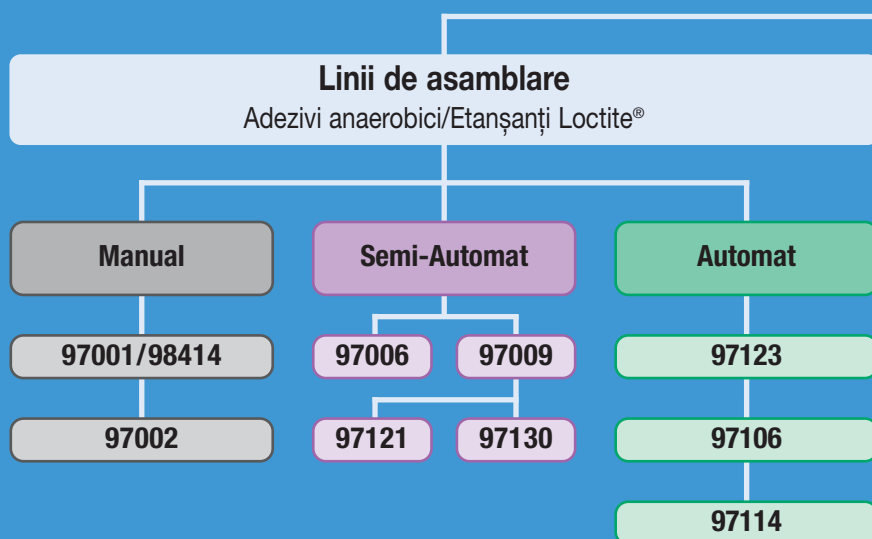 Linii de asamblare
Adezivi anaerobici/Etanșanți Loctite®
Manual
Semi-Automat
Automat
97001/98414
97006
97009
97123
97002
97121
97130
97106
97114